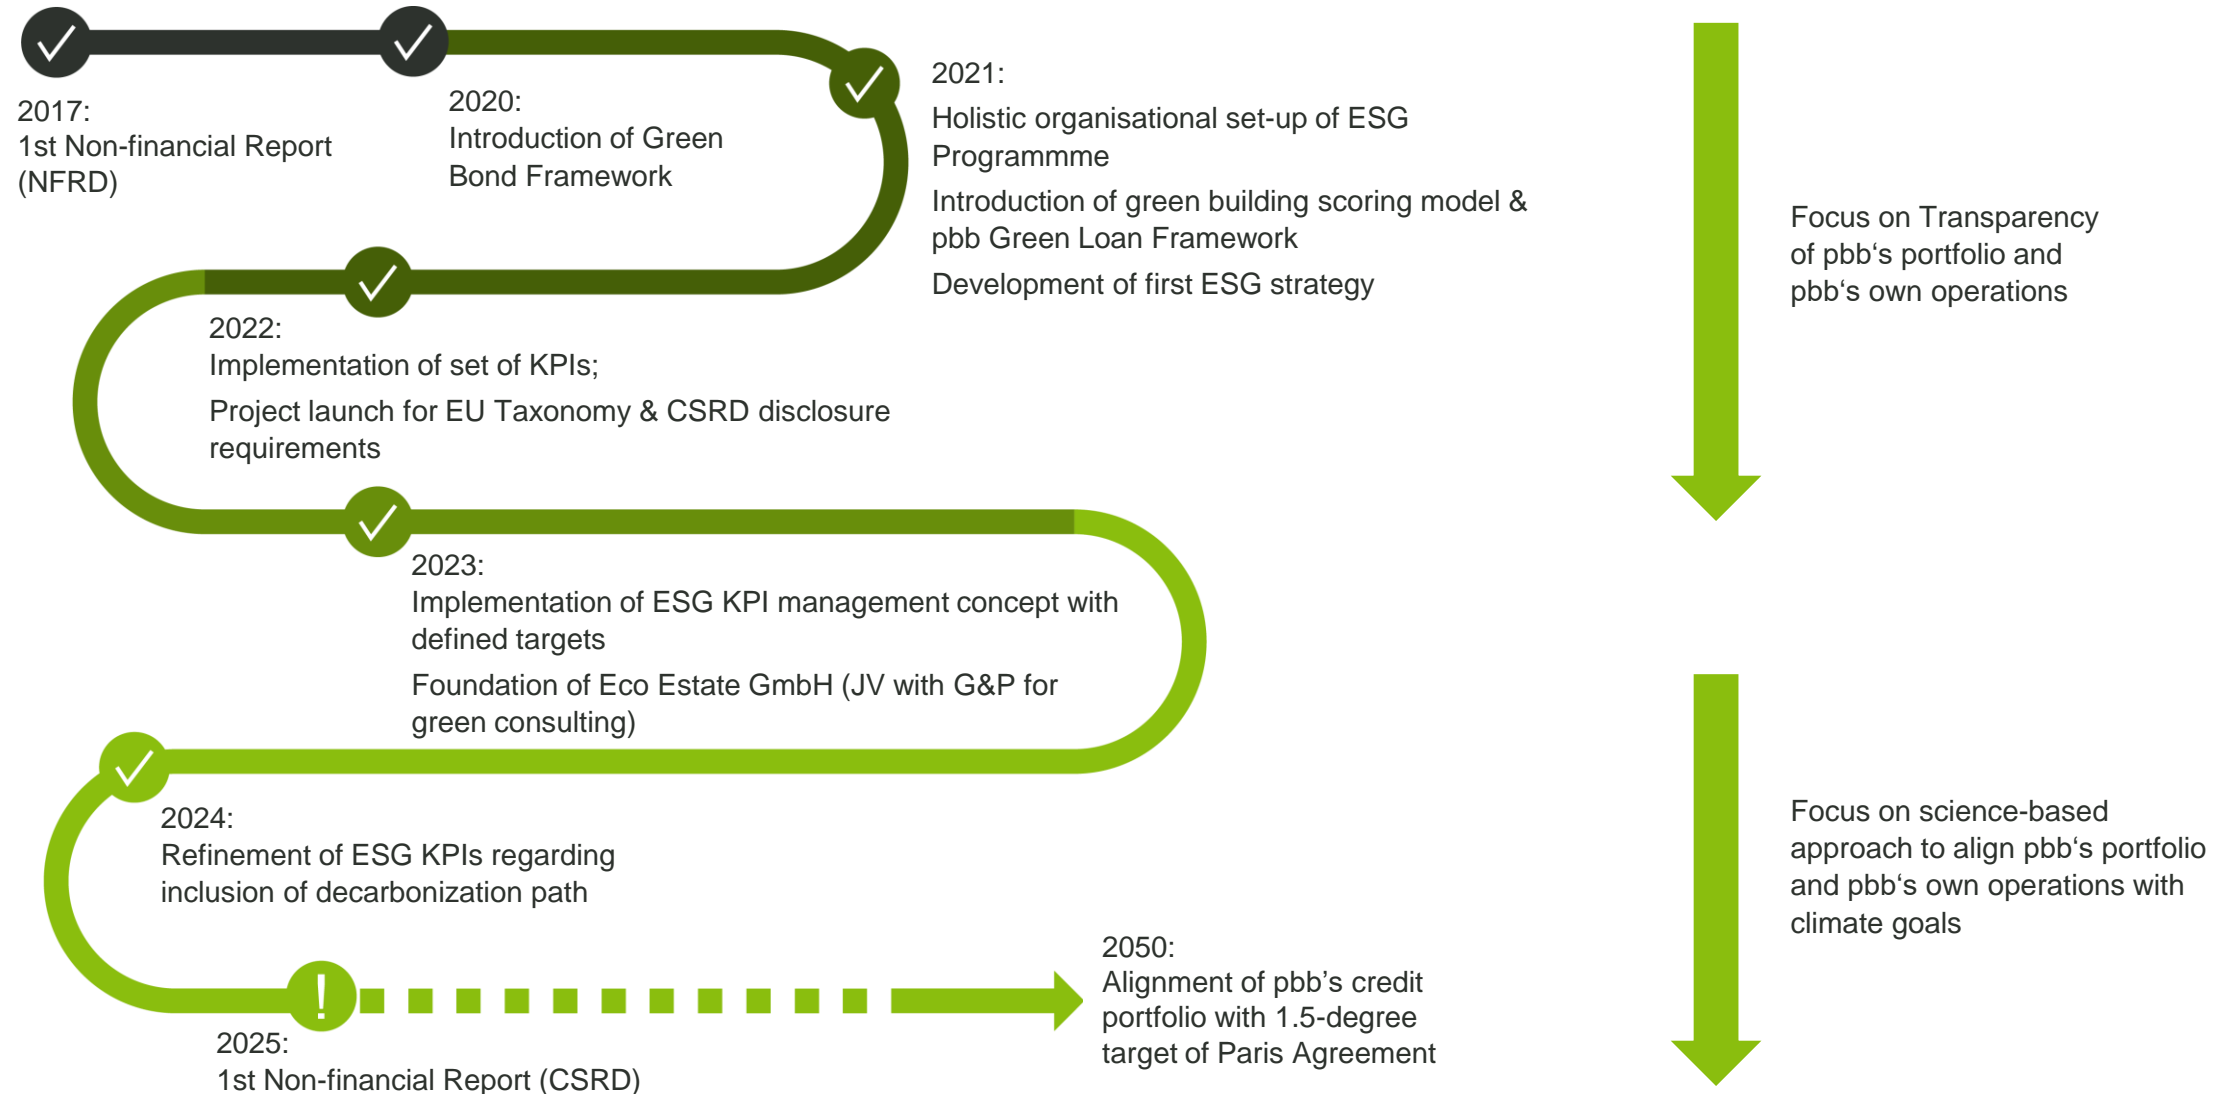 2017:
1st Non-financial Report
(NFRD)
2020:
Introduction of Green
Bond Framework
2021:
Holistic organisational set-up of ESG
Programmme
Introduction of green building scoring model &
pbb Green Loan Framework
Development of first ESG strategy
2022:
Implementation of set of KPIs;
Project launch for EU Taxonomy & CSRD disclosure
requirements
2023:
Implementation of ESG KPI management concept with
defined targets
Foundation of Eco Estate GmbH (JV with G&P for
green consulting)
2024:
Refinement of ESG KPIs regarding
inclusion of decarbonization path
!
2025:
1st Non-financial Report (CSRD)
2050:
Alignment of pbb’s credit
portfolio with 1.5-degree
target of Paris Agreement
Focus on Transparency
of pbb‘s portfolio and
pbb‘s own operations
Focus on science-based
approach to align pbb‘s portfolio
and pbb‘s own operations with
climate goals